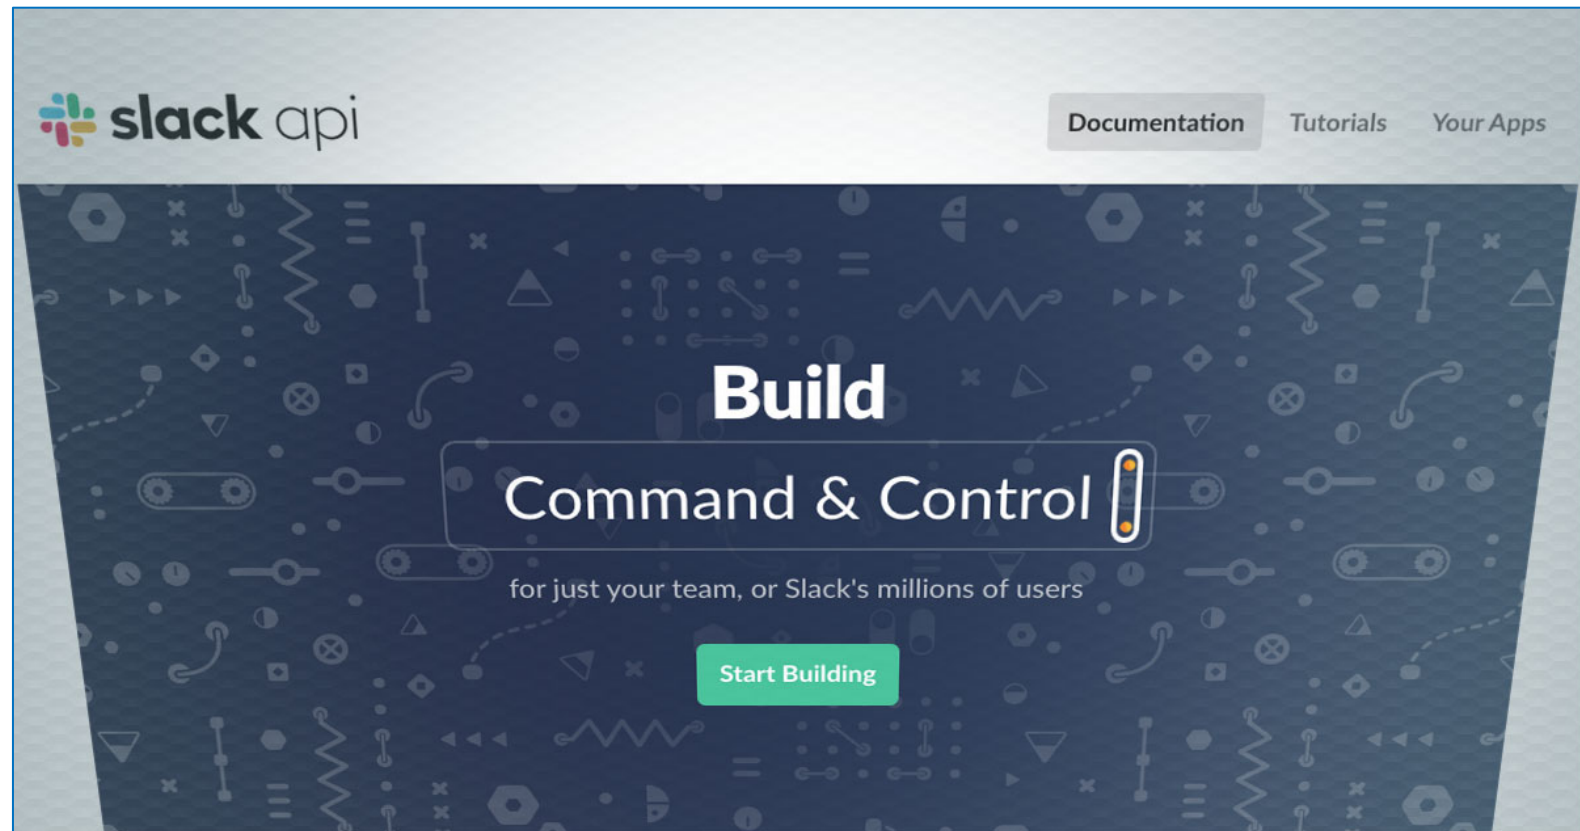 slack api
Documentation Tutorials Your Apps
Build
Command & Control
for just your team, or Slack's millions of users
Start Building